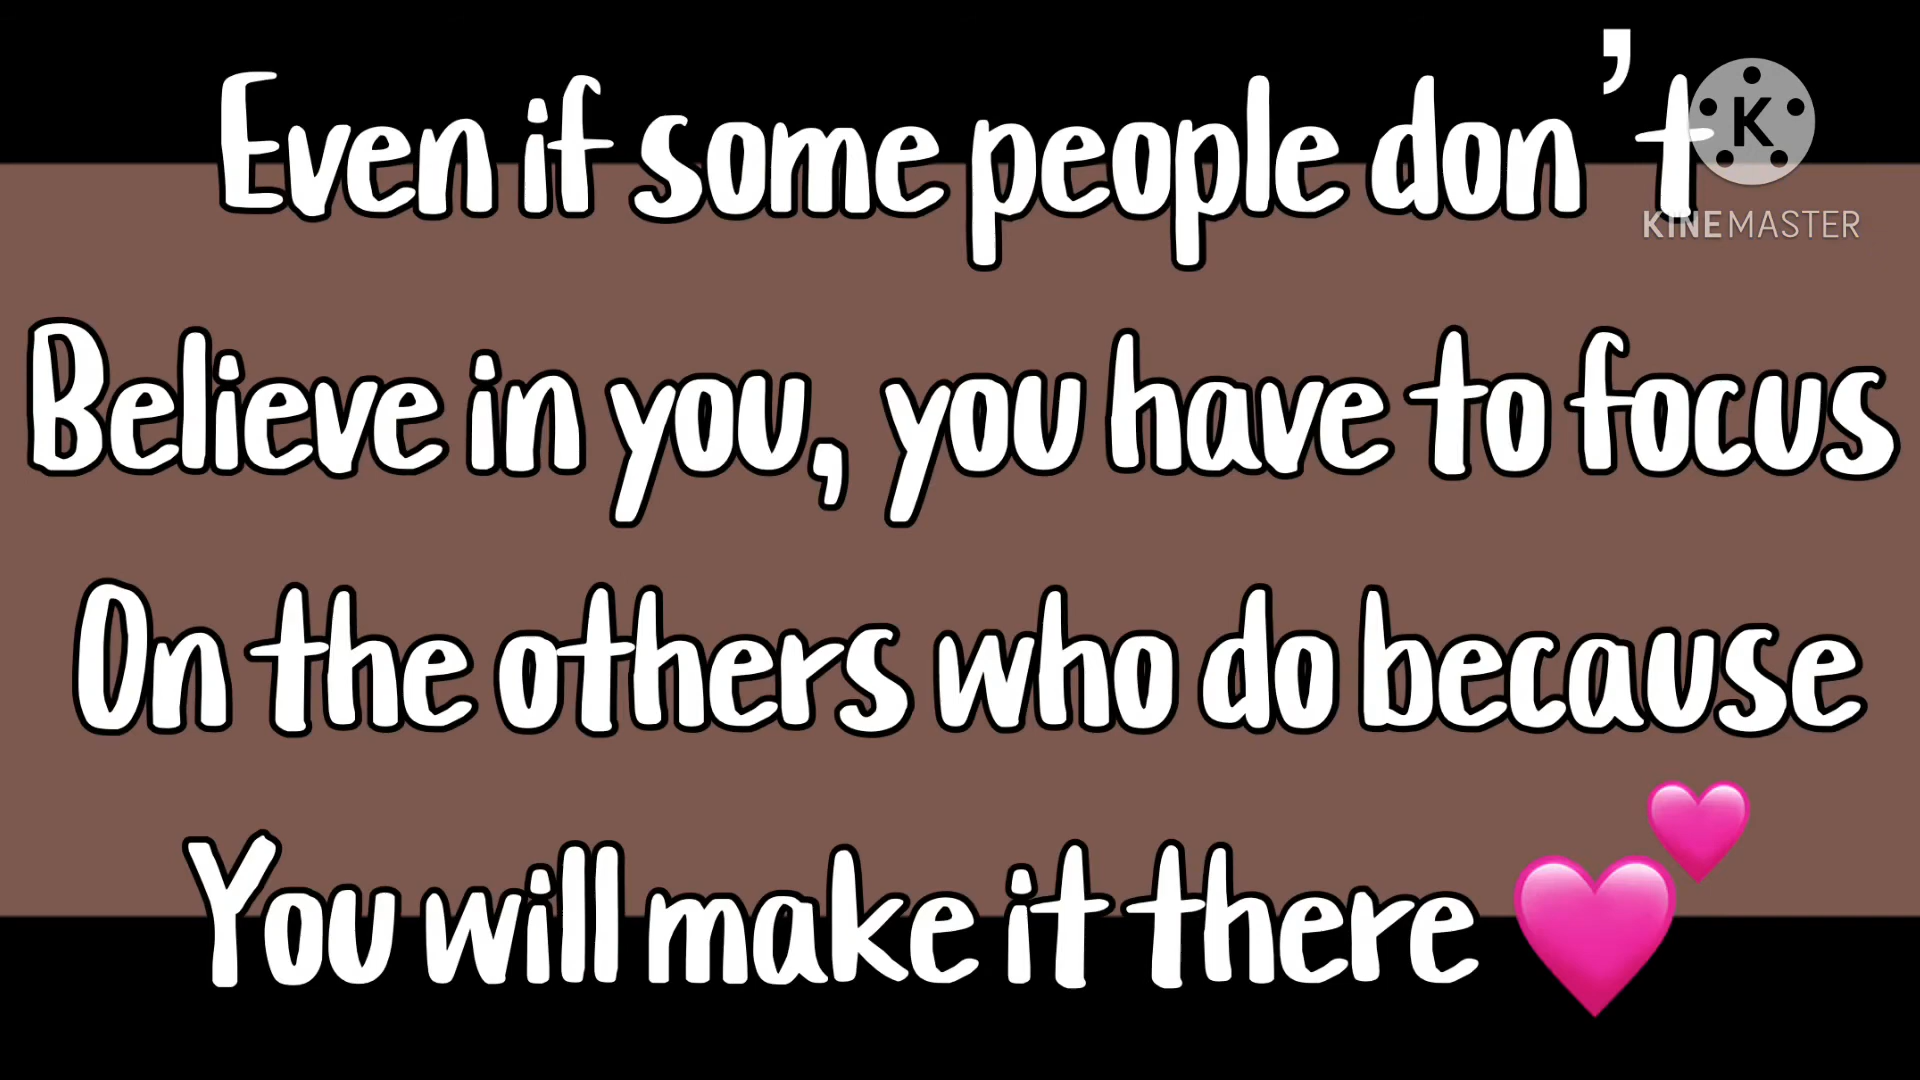 Even if some people don't
Believe in you, you have to focus
On the others who do because
You will make it there 💕
K
KINEMASTER